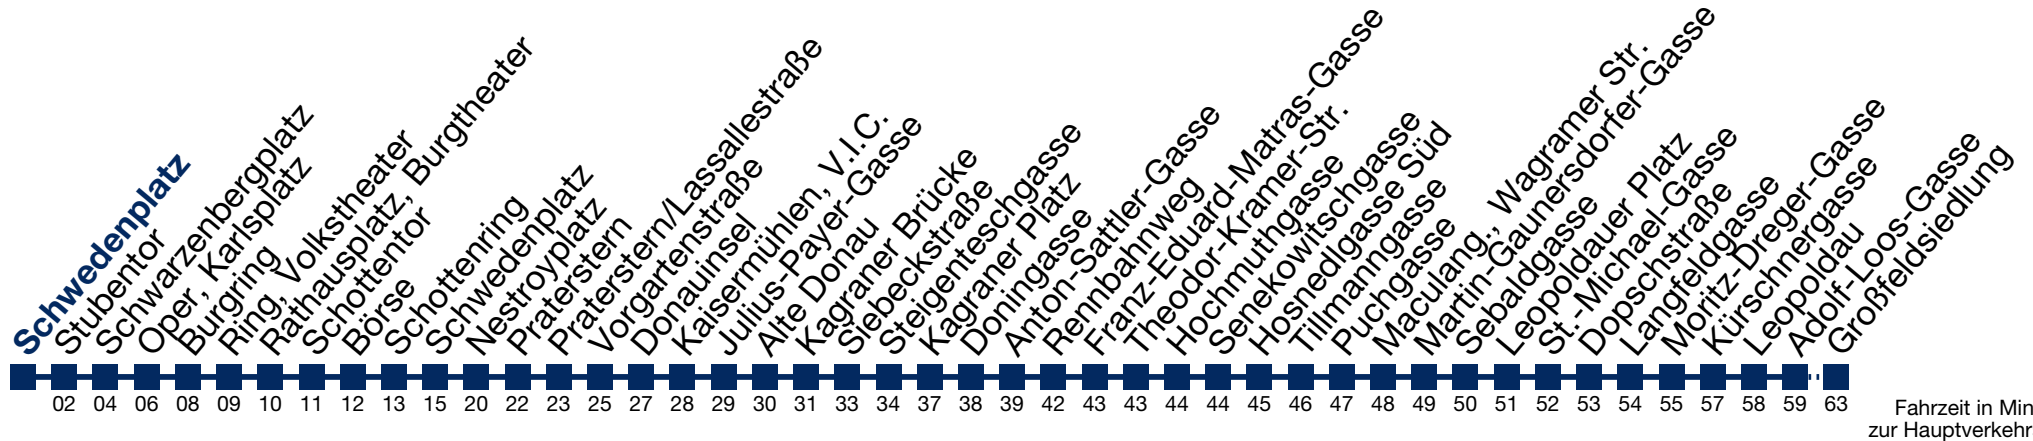 Schwedenplatz
Stubentor
Schwarzenbergplatz
Oper, Karlsplatz
Burgring
Ring, Volkstheater
Rathausplatz, Burgtheater
Schottentor
Börse
Schottenring
Schwedenplatz
Nestroyplatz
Praterstern
Praterstern/Lassallestraße
Vorgartenstraße
Donauinsel
Kaisermühlen, V.I.C.
Julius-Payer-Gasse
Alte Donau
Kagraner Brücke
Siebeckstraße
Steigenteschgasse
Kagraner Platz
Doningasse
Anton-Sattler-Gasse
Rennbahnweg
Franz-Eduard-Matras-Gasse
Theodor-Kramer-Str.
Hochmuthgasse
Senekowitschgasse
Hosnedlgasse Süd
Tillmanngasse
Puchgasse
Maculang., Wagramer Str.
Martin-Gaunersdorfer-Gasse
Sebaldgasse
Leopoldauer Platz
St.-Michael-Gasse
Dopschstraße
Langfeldgasse
Moritz-Dreger-Gasse
Kürschnergasse
Leopoldau
Adolf-Loos-Gasse
Großfeldsiedlung
02 04 06 08 09 10 11 12 13 15 20 22 23 25 27 28 29 30 31 33 34 37 38 39 42 43 43 44 44 45 46 47 48 49 50 51 52 53 54 55 57 58 59 63
Fahrzeit in Min
zur Hauptverkehr